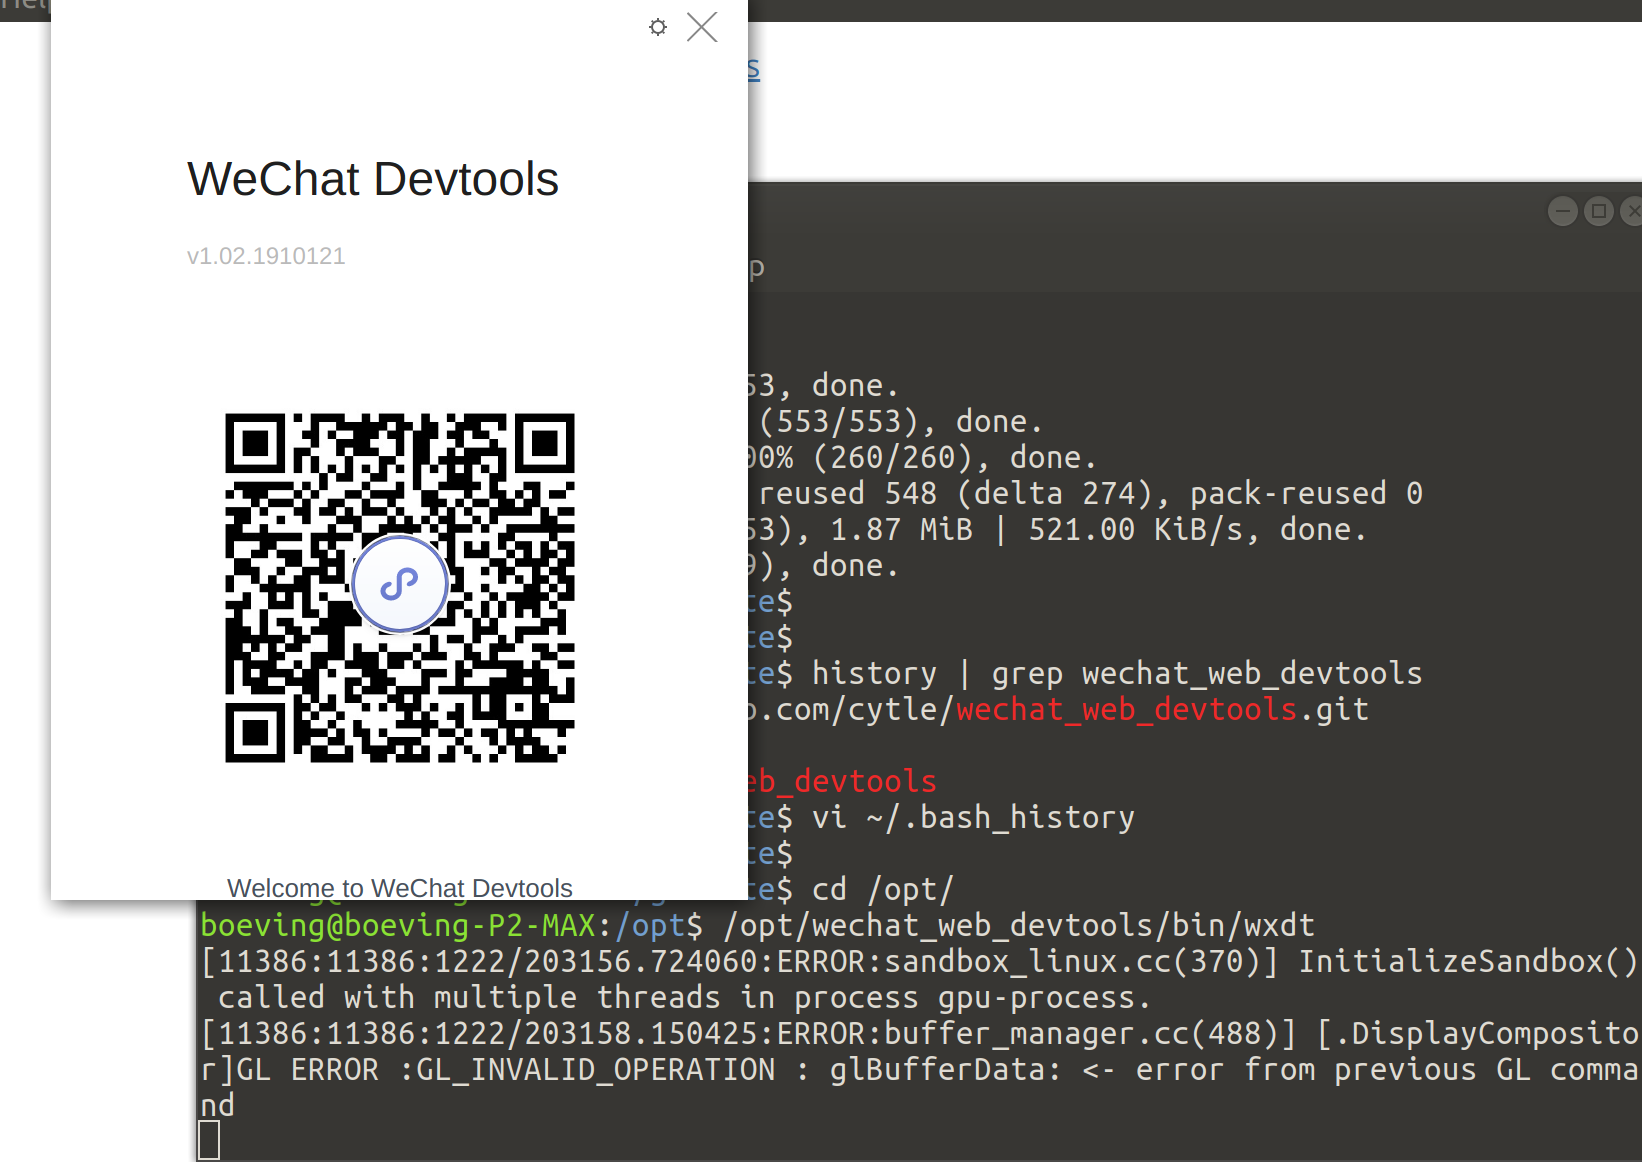 WeChat Devtools
v1.02.1910121
Welcome to WeChat Devtools
s
p
53, done.
(553/553), done.
00% (260/260), done.
reused 548 (delta 274), pack-reused 0
53), 1.87 MiB | 521.00 KiB/s, done.
9), done.
te$
te$
te$ history | grep wechat_web_devtools
b.com/cytle/wechat_web_devtools.git
eb_devtools
te$ vi ~/.bash_history
te$
te$ cd /opt/
boeving@boeving-P2-MAX:/opt$ /opt/wechat_web_devtools/bin/wxdt
[11386:11386:1222/203156.724060:ERROR:sandbox_linux.cc(370)] InitializeSandbox()
called with multiple threads in process gpu-process.
[11386:11386:1222/203158.150425:ERROR:buffer_manager.cc(488)] [.DisplayComposito
r]GL ERROR :GL_INVALID_OPERATION : glBufferData: <- error from previous GL comma
nd